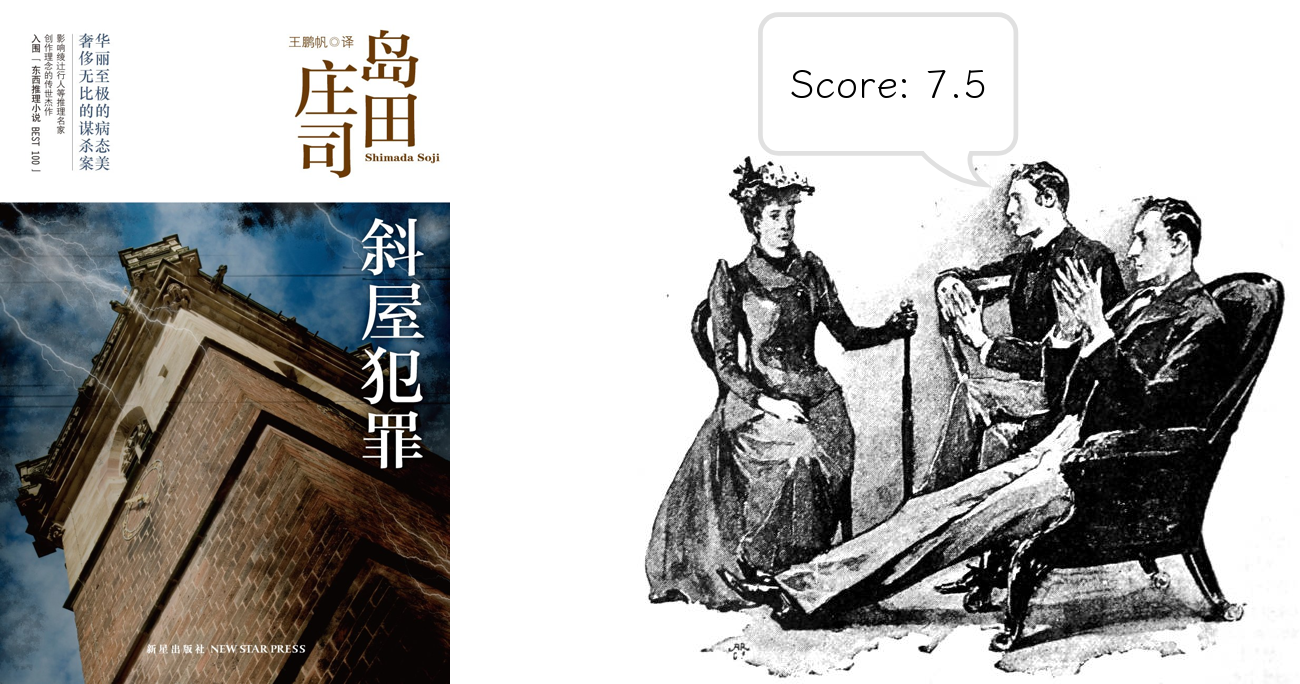 华丽至极的病态美
奢侈无比的谋杀案
影响绫辻行人等推理名家
创作理念的传世杰作
入围「东西推理小说 BEST 100」
王鹏帆◎译
岛田
庄司
Shimada Soji
斜屋犯罪
新星出版社 NEW STAR PRESS
Score: 7.5